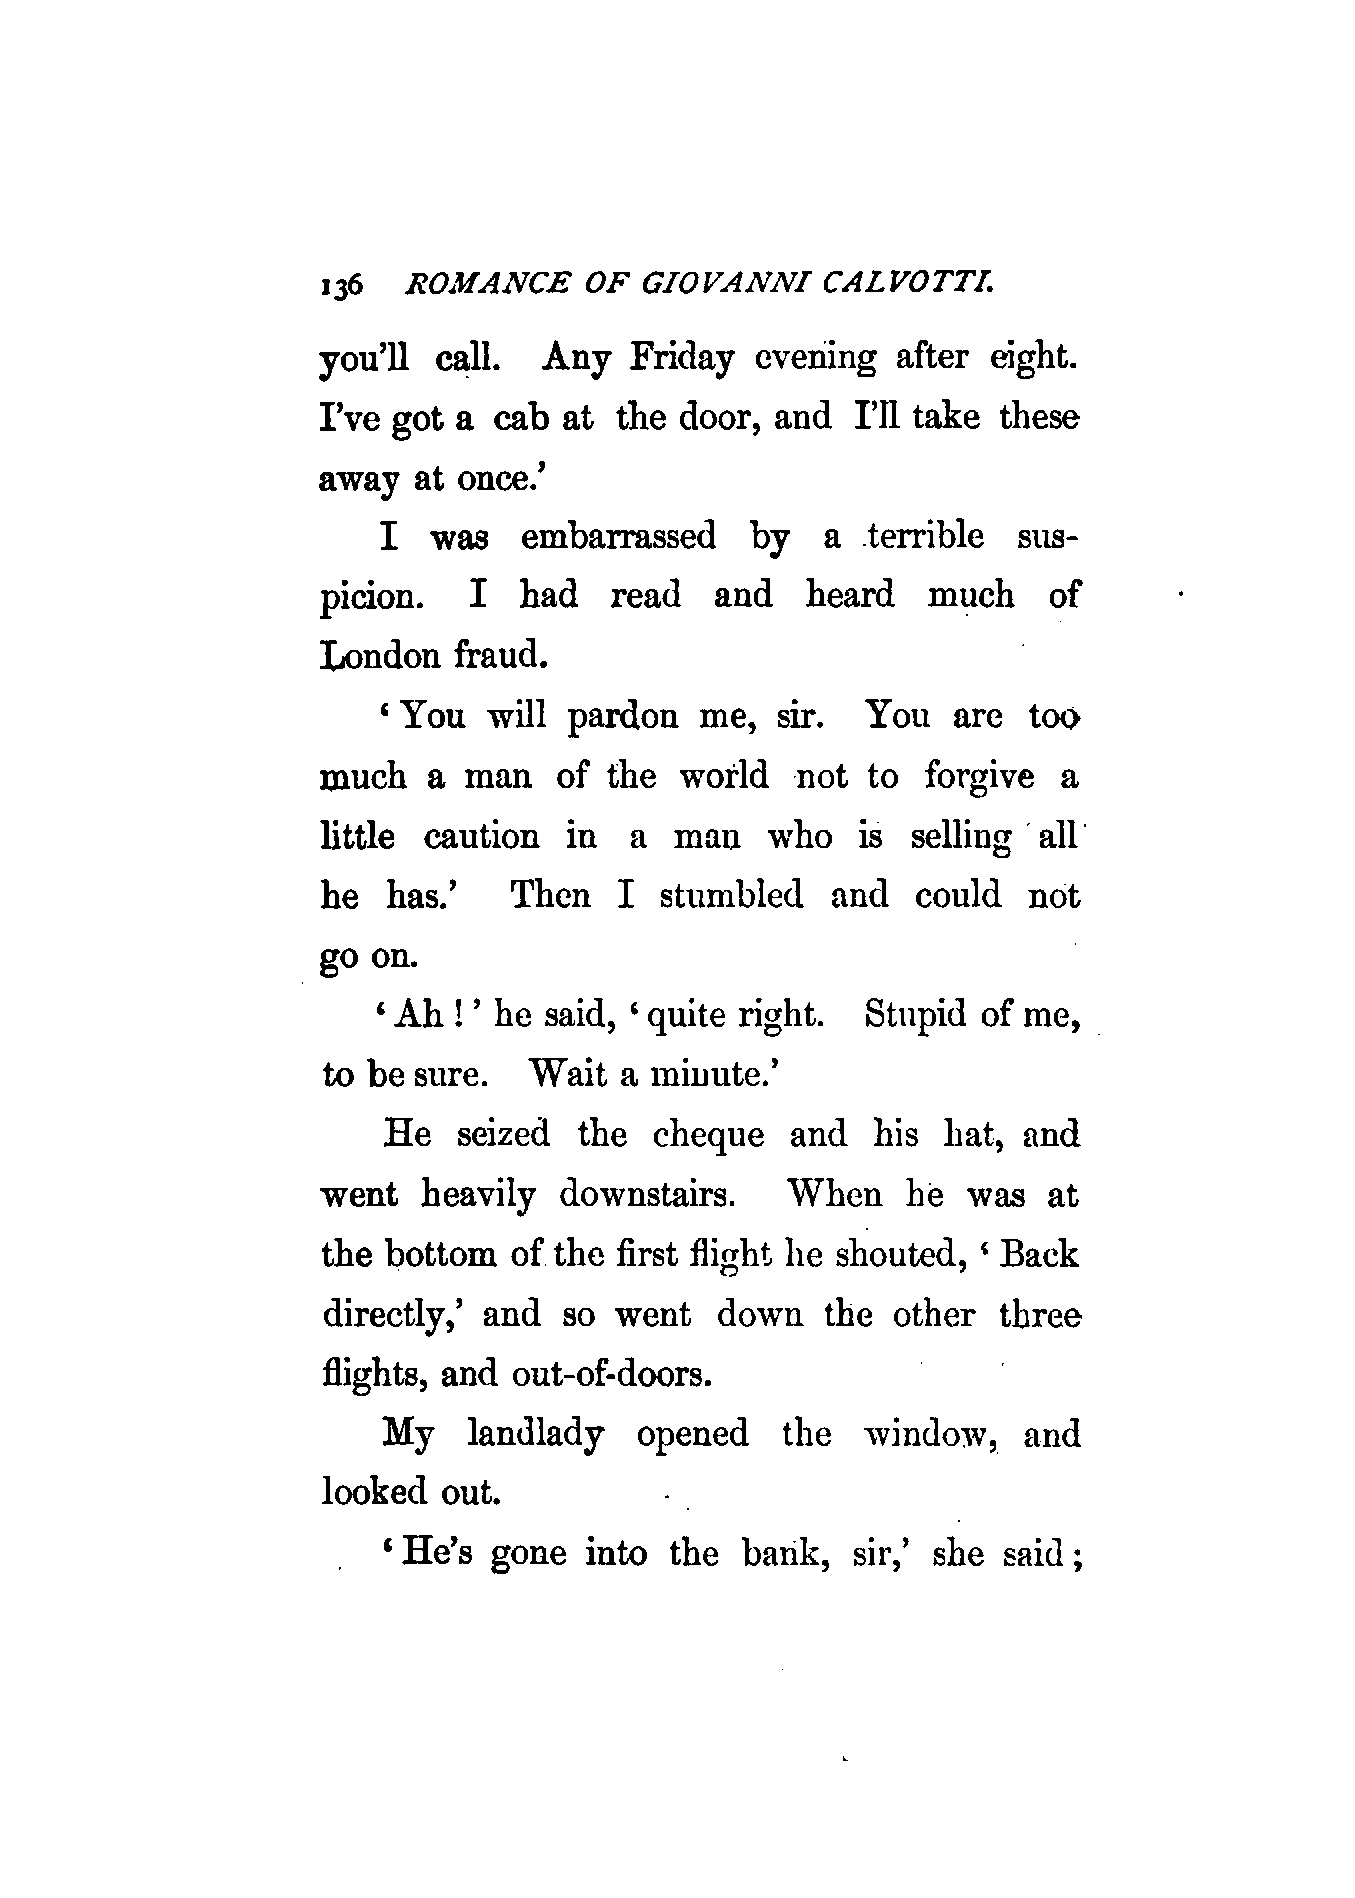 136 ROMANCE OF GIOVANNI CALVOTTI.
you'll call. Any Friday evening after eight.
I've got a cab at the door, and I'll take these
away at once.'
I was embarrassed by a terrible sus-
picion. I had read and heard much of
London fraud.
'You will pardon me, sir. You are too
much a man of the world not to forgive a
little caution in a man who is selling all
he has.' Then I stumbled and could not
go on.
'Ah!' he said, 'quite right. Stupid of me,
to be sure. Wait a minute.'
He seized the cheque and his hat, and
went heavily downstairs. When he was at
the bottom of the first flight he shouted, 'Back
directly,' and so went down the other three
flights, and out-of-doors.
My landlady opened the window, and
looked out.
'He's gone into the bank, sir,' she said;